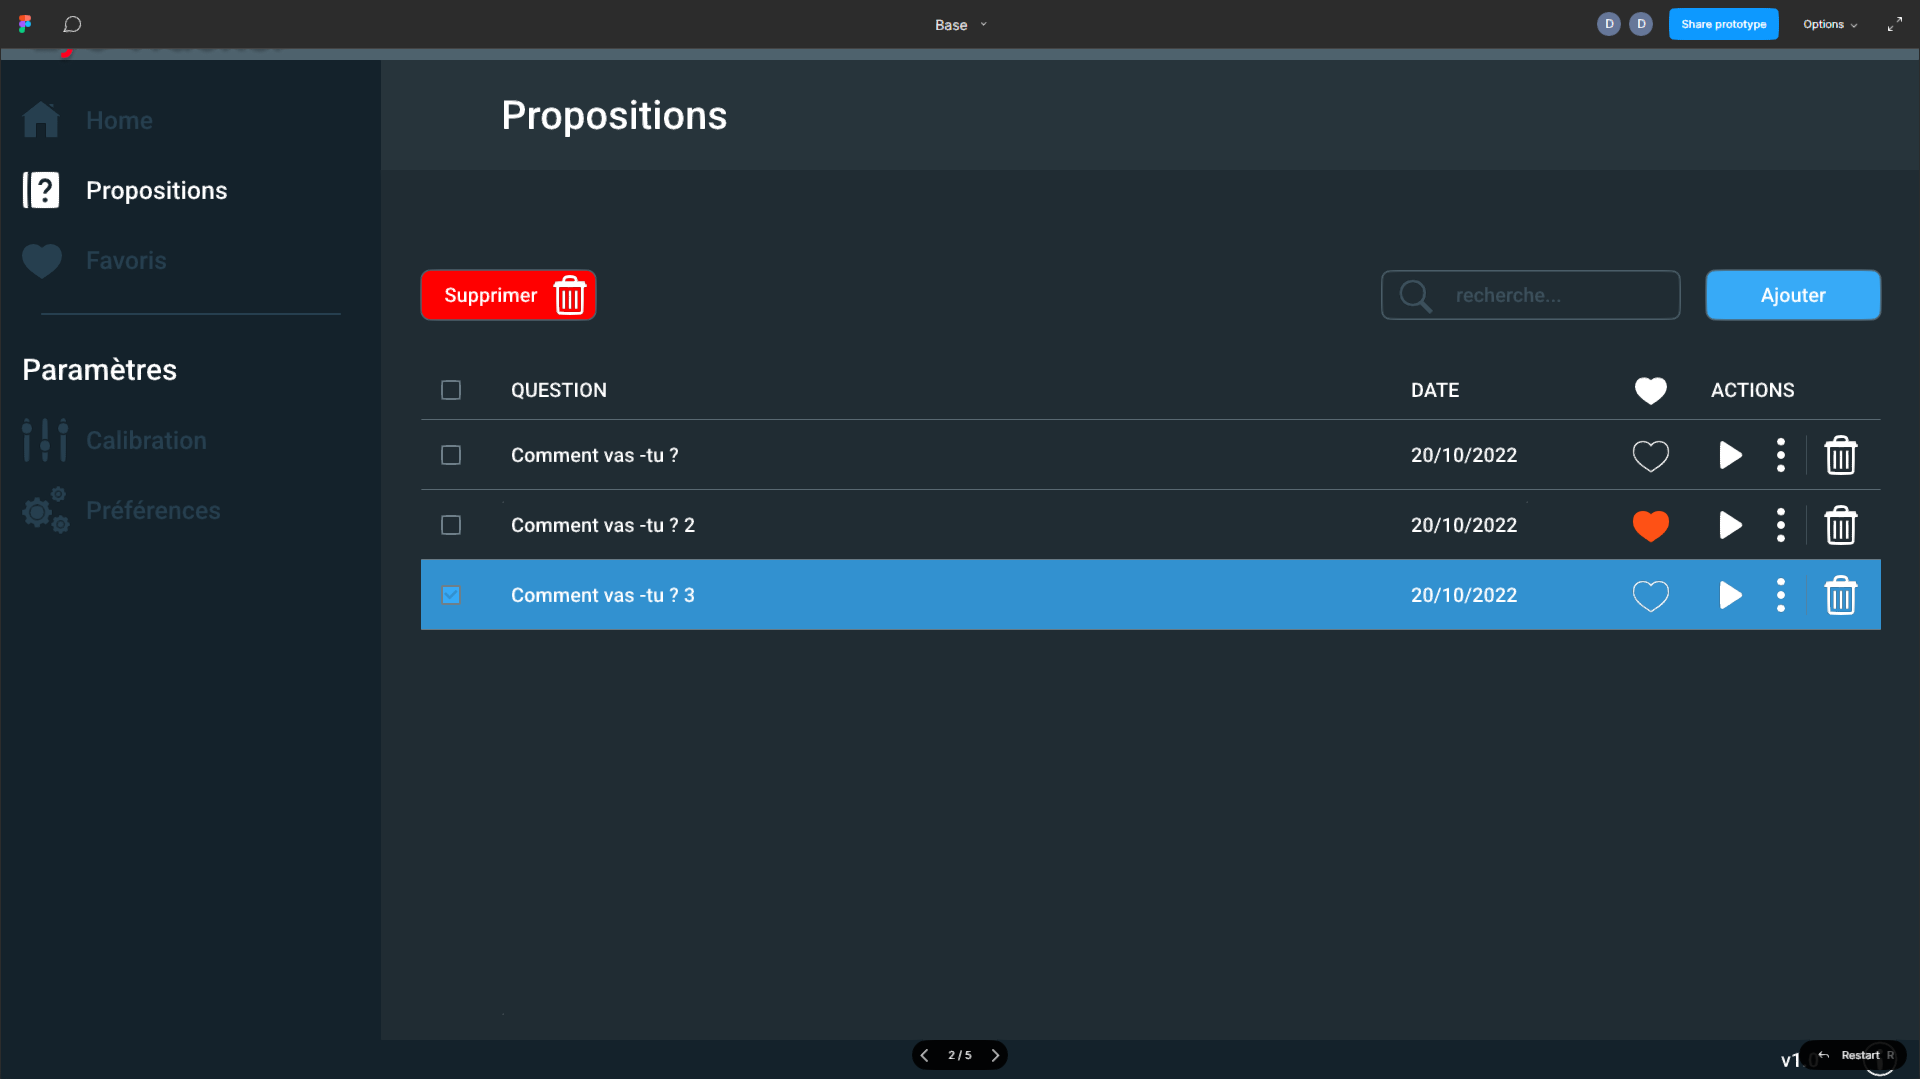 Base
D D
Share prototype
Options
Home
Propositions
Favoris
Paramètres
Calibration
Préférences
Propositions
Supprimer
recherche...
Ajouter
QUESTION DATE ACTIONS
Comment vas -tu ? 20/10/2022
Comment vas -tu ? 2 20/10/2022
Comment vas -tu ? 3 20/10/2022
2 / 5
v1.0
Restart R